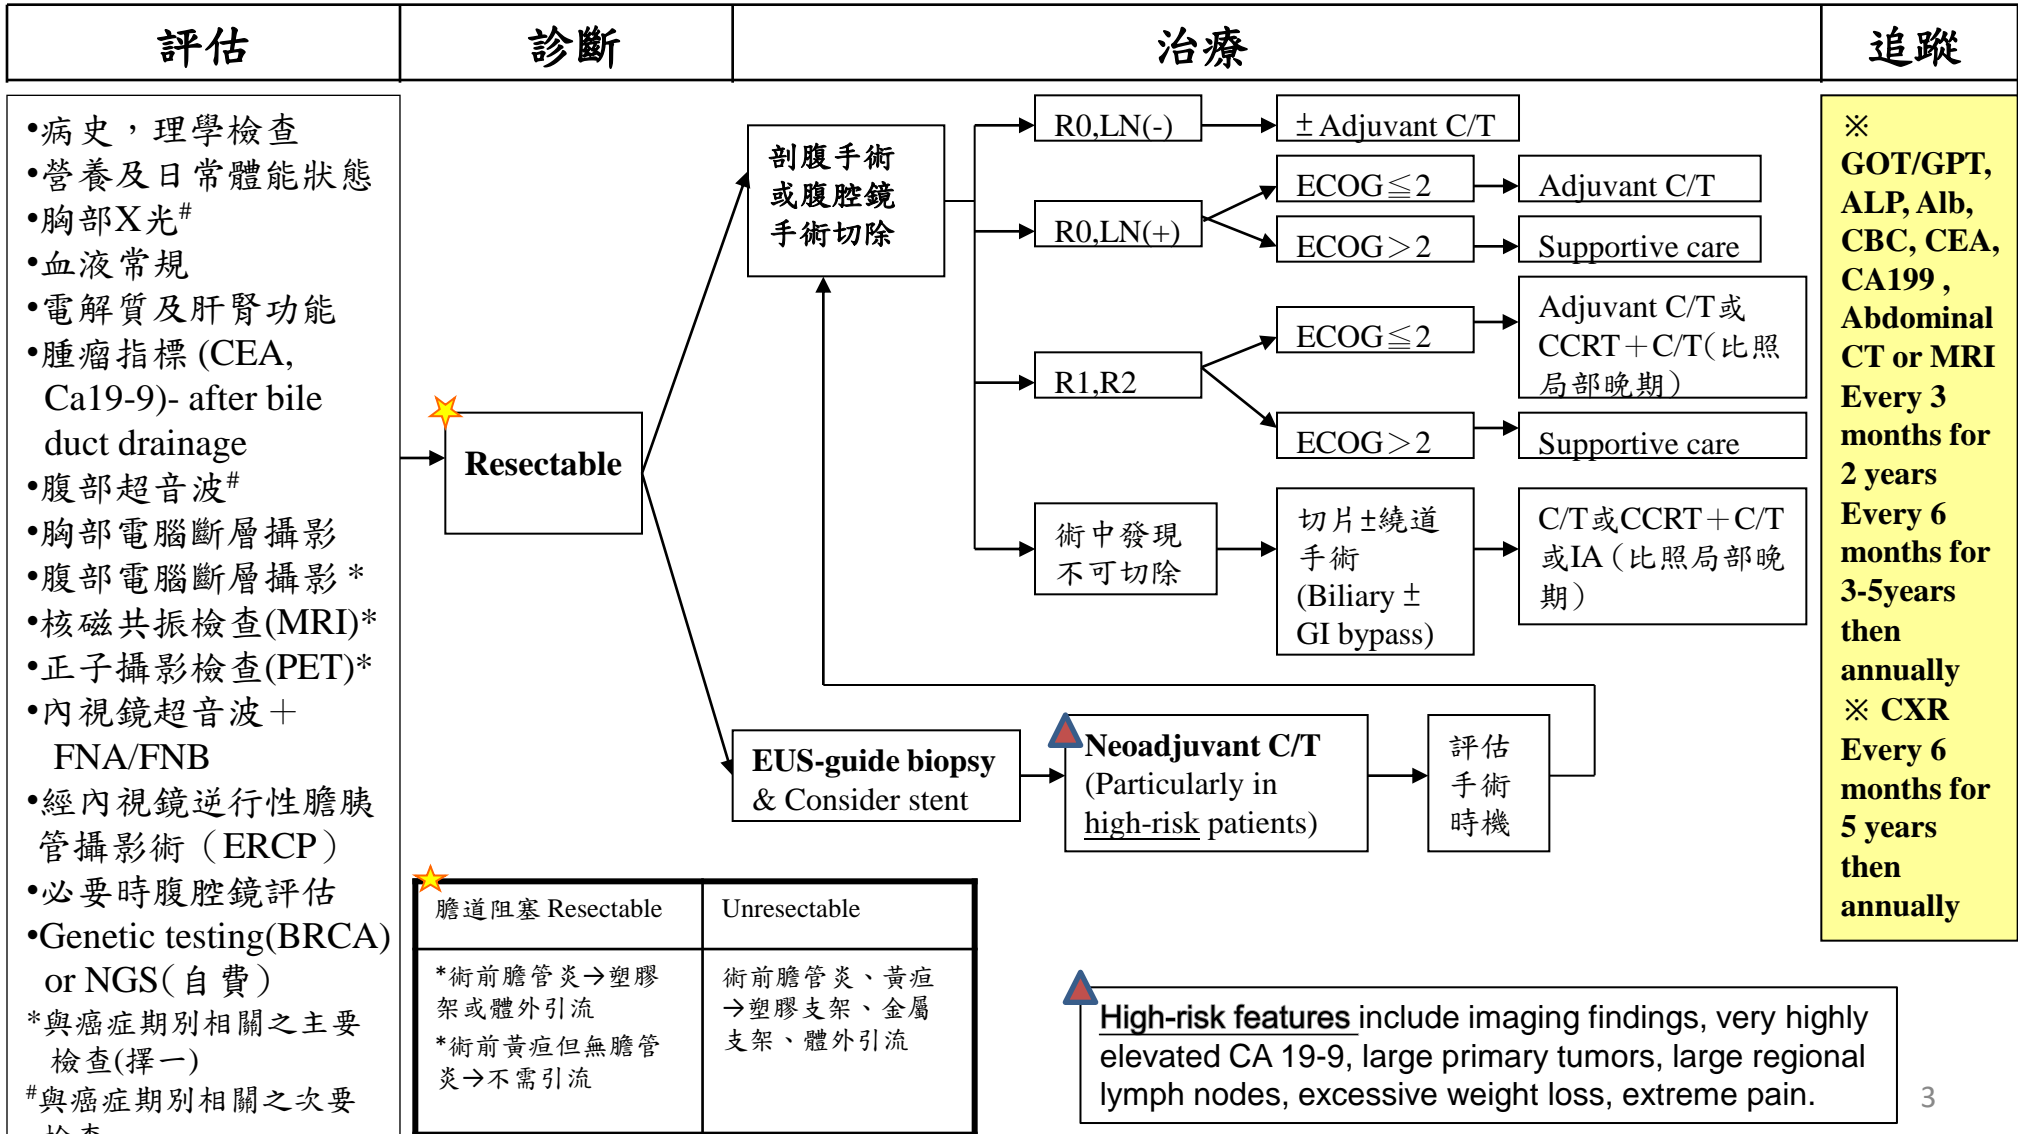 評估
診斷
治療
追蹤
•病史，理學檢查
•營養及日常體能狀態
•胸部X光#
•血液常規
•電解質及肝腎功能
•腫瘤指標 (CEA,
Ca19-9)- after bile
duct drainage
•腹部超音波#
•胸部電腦斷層攝影
•腹部電腦斷層攝影 *
•核磁共振檢查(MRI)*
•正子攝影檢查(PET)*
•內視鏡超音波＋
FNA/FNB
•經內視鏡逆行性膽胰
管攝影術（ERCP）
•必要時腹腔鏡評估
•Genetic testing(BRCA)
or NGS(自費）
*與癌症期別相關之主要
檢查(擇一)
#與癌症期別相關之次要
Resectable
剖腹手術
或腹腔鏡
手術切除
R0,LN(-)
± Adjuvant C/T
R0,LN(+)
ECOG≦2
Adjuvant C/T
ECOG＞2
Supportive care
R1,R2
ECOG≦2
Adjuvant C/T或
CCRT＋C/T(比照
局部晚期）
ECOG＞2
Supportive care
術中發現
不可切除
切片±繞道
手術
(Biliary ±
GI bypass)
C/T或CCRT＋C/T
或IA（比照局部晚
期）
EUS-guide biopsy
& Consider stent
Neoadjuvant C/T
(Particularly in
high-risk patients)
評估
手術
時機
膽道阻塞 Resectable
Unresectable
*術前膽管炎→塑膠
架或體外引流
*術前黃疸但無膽管
炎→不需引流
術前膽管炎、黃疸
→塑膠支架、金屬
支架、體外引流
High-risk features include imaging findings, very highly
elevated CA 19-9, large primary tumors, large regional
lymph nodes, excessive weight loss, extreme pain.
※
GOT/GPT,
ALP, Alb,
CBC, CEA,
CA199 ,
Abdominal
CT or MRI
Every 3
months for
2 years
Every 6
months for
3-5years
then
annually
※ CXR
Every 6
months for
5 years
then
annually
3